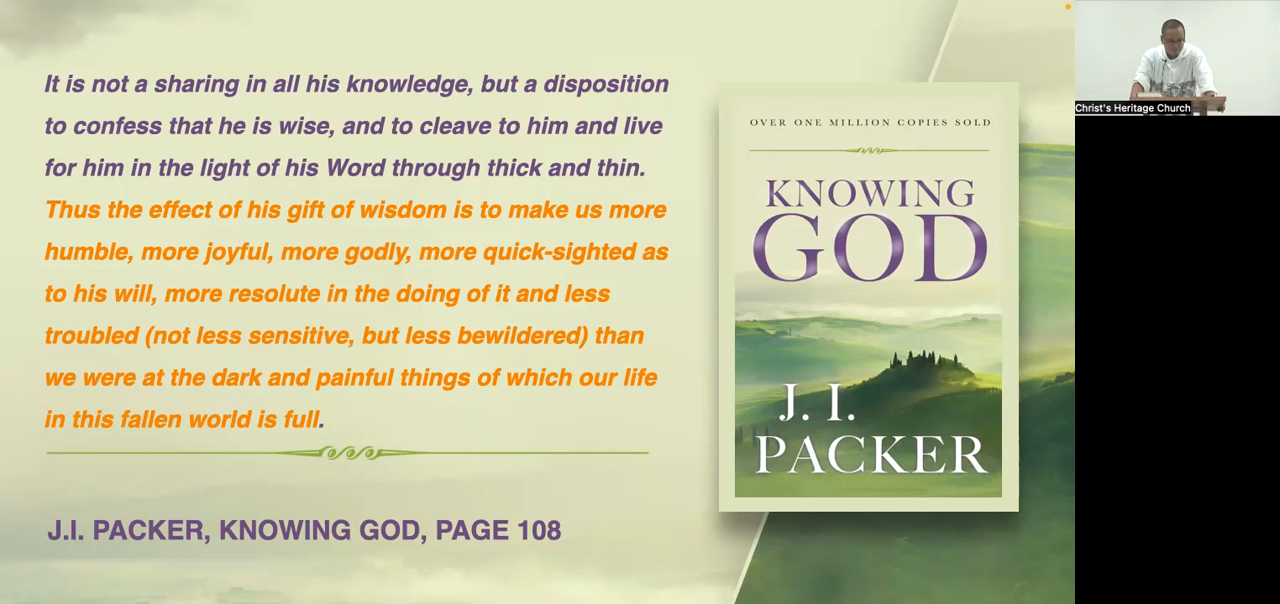 It is not a sharing in all his knowledge, but a disposition
to confess that he is wise, and to cleave to him and live
for him in the light of his Word through thick and thin.
Thus the effect of his gift of wisdom is to make us more
humble, more joyful, more godly, more quick-sighted as
to his will, more resolute in the doing of it and less
troubled (not less sensitive, but less bewildered) than
we were at the dark and painful things of which our life
in this fallen world is full.
J.I. PACKER, KNOWING GOD, PAGE 108
OVER ONE MILLION COPIES SOLD
KNOWING
GOD
J. I.
PACKER
Christ's Heritage Church